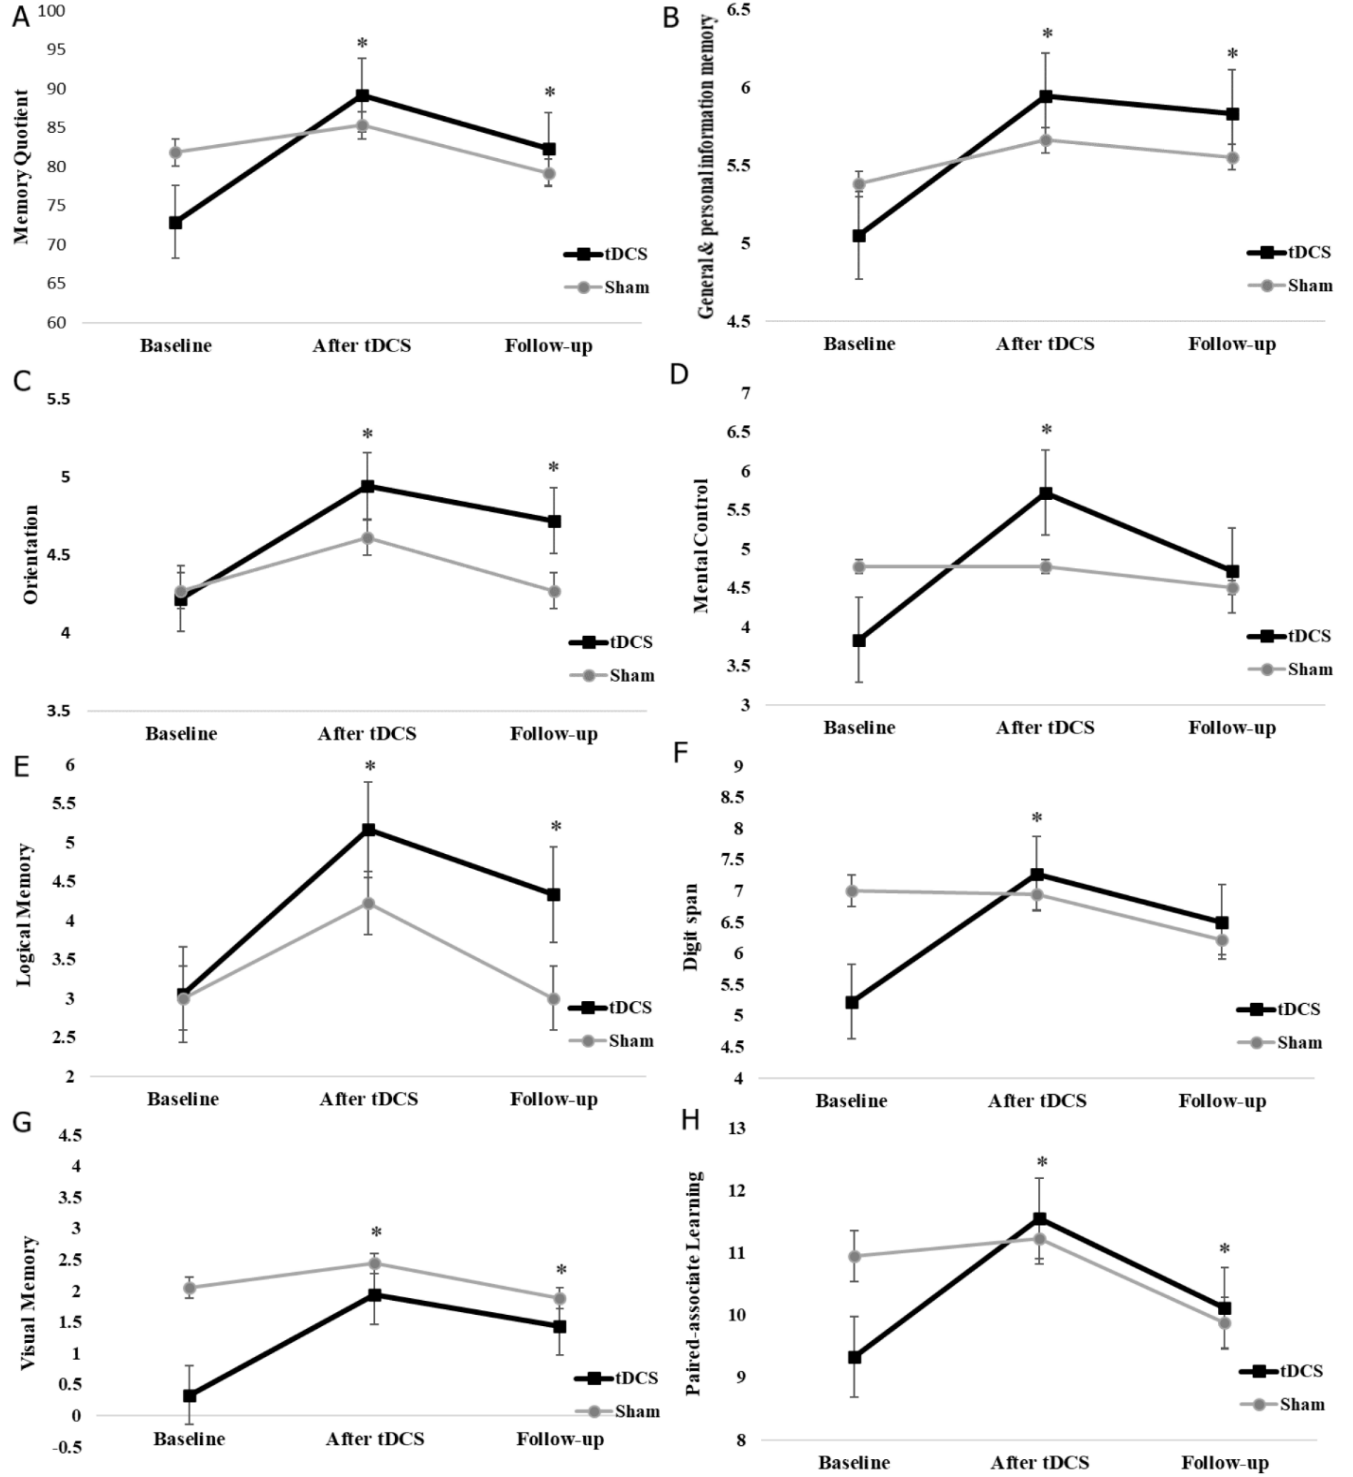 A
100
95
90
85
80
75
70
65
60
Memory Quotient
*
*
tDCS
Sham
Baseline After tDCS Follow-up
B
6.5
6
5.5
5
4.5
General & personal information memory
*
*
tDCS
Sham
Baseline After tDCS Follow-up
C
5.5
5
4.5
4
3.5
Orientation
*
*
tDCS
Sham
Baseline After tDCS Follow-up
D
7
6.5
6
5.5
5
4.5
4
3.5
3
Mental Control
*
tDCS
Sham
Baseline After tDCS Follow-up
E
6
5.5
5
4.5
4
3.5
3
2.5
2
Logical Memory
*
*
tDCS
Sham
Baseline After tDCS Follow-up
F
9
8.5
8
7.5
7
6.5
6
5.5
5
4.5
4
Digit span
*
tDCS
Sham
Baseline After tDCS Follow-up
G
4.5
4
3.5
3
2.5
2
1.5
1
0.5
0
-0.5
Visual Memory
*
*
tDCS
Sham
Baseline After tDCS Follow-up
H
13
12
11
10
9
8
Paired-associate Learning
*
*
tDCS
Sham
Baseline After tDCS Follow-up